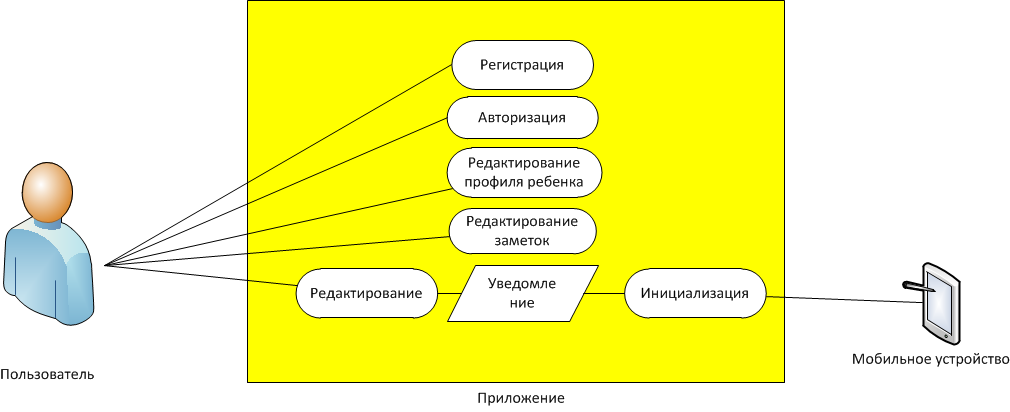 Регистрация
Авторизация
Редактирование
профиля ребенка
Редактирование
заметок
Редактирование
Уведомле
ние
Инициализация
Пользователь
Мобильное устройство
Приложение